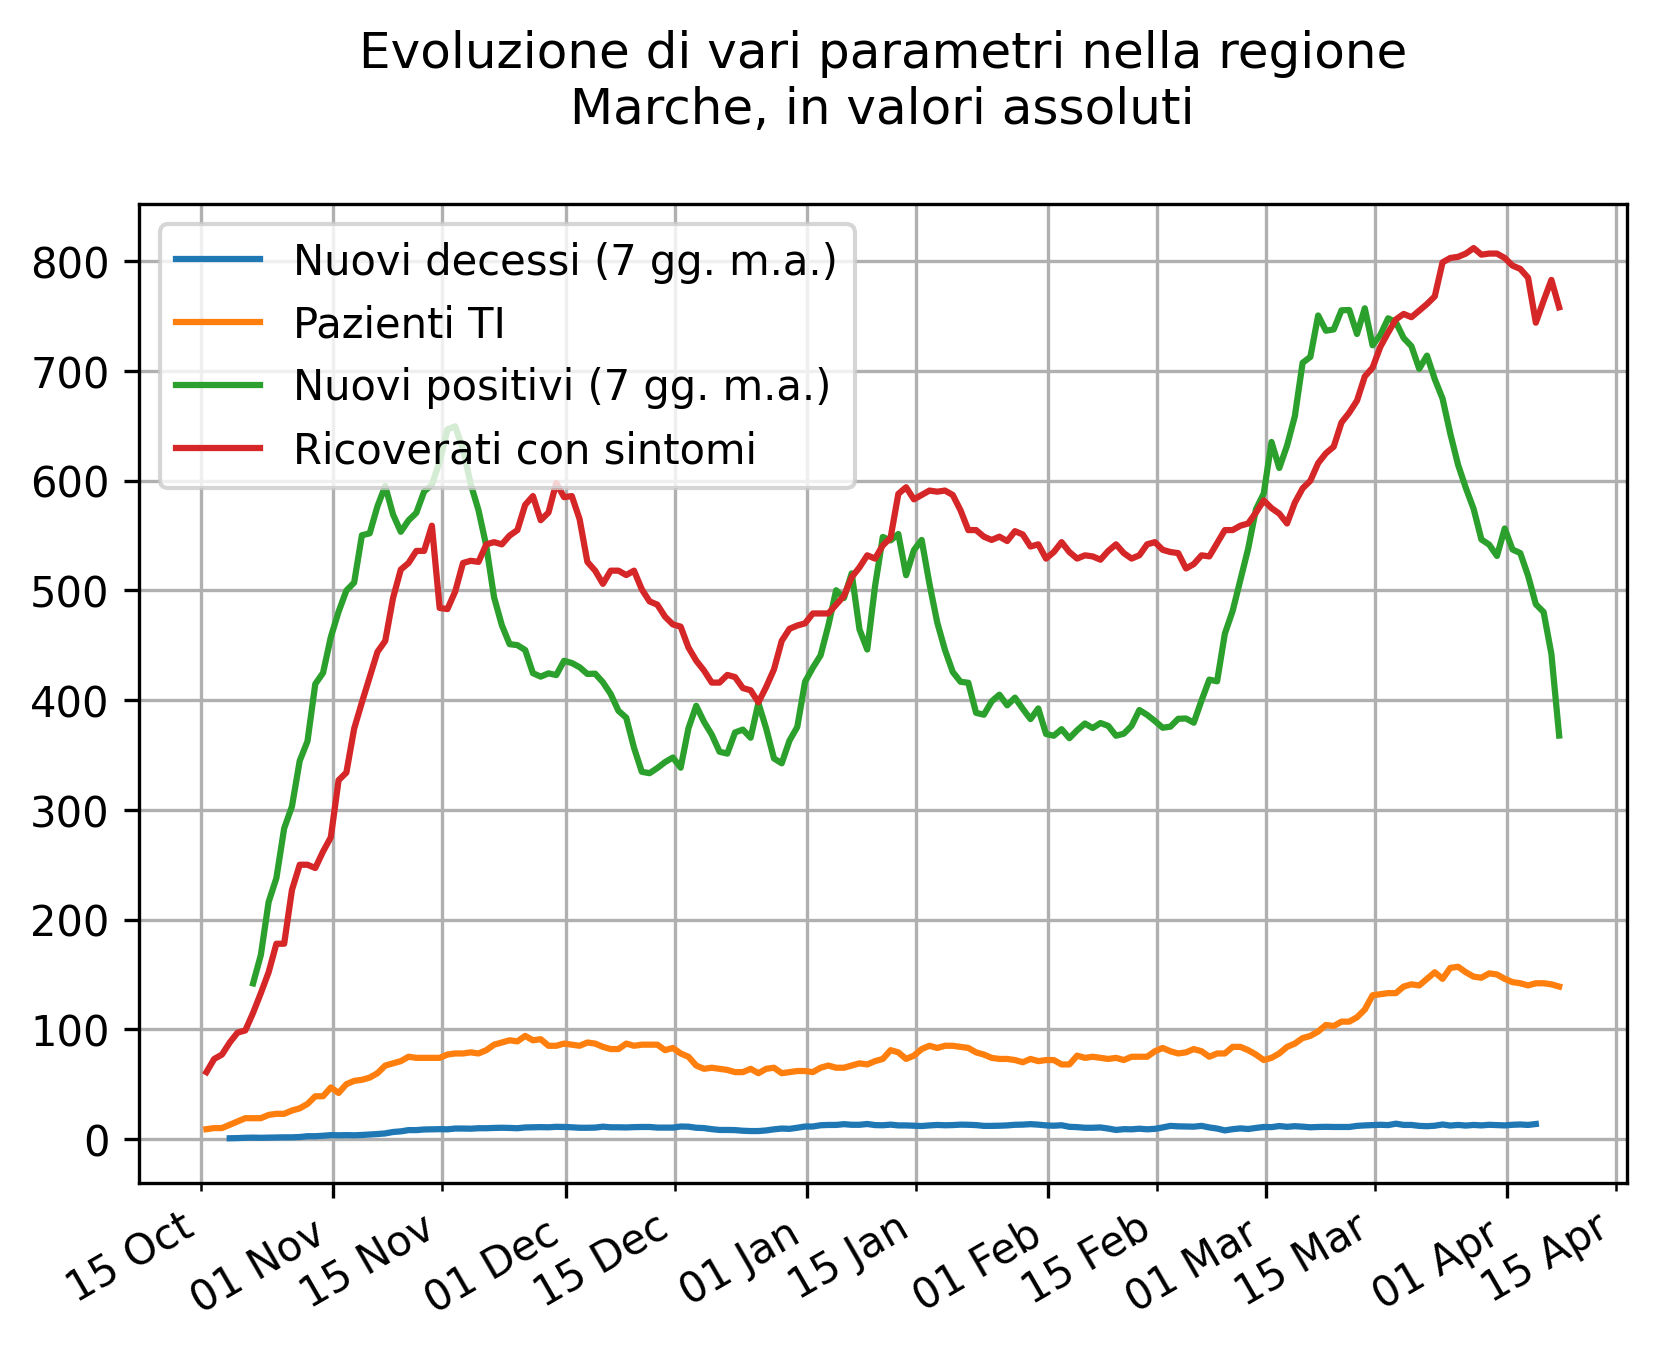 Evoluzione di vari parametri nella regione
Marche, in valori assoluti
Nuovi decessi (7 gg. m.a.)
Pazienti TI
Nuovi positivi (7 gg. m.a.)
Ricoverati con sintomi
800
700
600
500
400
300
200
100
0
15 Oct
01 Nov
15 Nov
01 Dec
15 Dec
01 Jan
15 Jan
01 Feb
15 Feb
01 Mar
15 Mar
01 Apr
15 Apr